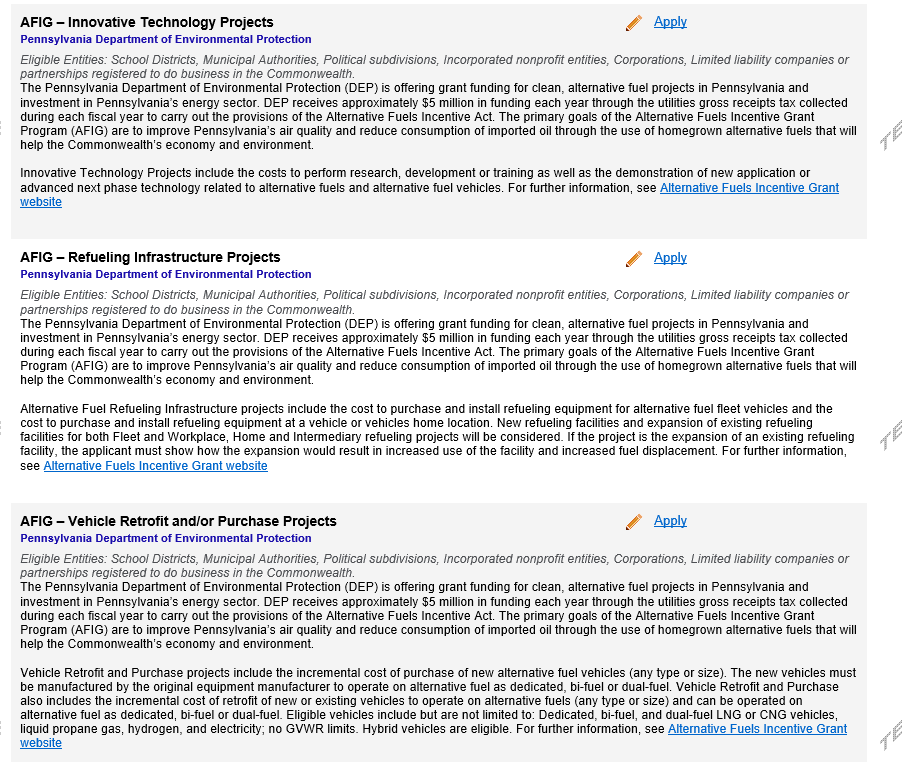 AFIG – Innovative Technology Projects
Apply
Pennsylvania Department of Environmental Protection
Eligible Entities: School Districts, Municipal Authorities, Political subdivisions, Incorporated nonprofit entities, Corporations, Limited liability companies or
partnerships registered to do business in the Commonwealth.
The Pennsylvania Department of Environmental Protection (DEP) is offering grant funding for clean, alternative fuel projects in Pennsylvania and
investment in Pennsylvania's energy sector. DEP receives approximately $5 million in funding each year through the utilities gross receipts tax collected
during each fiscal year to carry out the provisions of the Alternative Fuels Incentive Act. The primary goals of the Alternative Fuels Incentive Grant
Program (AFIG) are to improve Pennsylvania's air quality and reduce consumption of imported oil through the use of homegrown alternative fuels that will
help the Commonwealth's economy and environment.
Innovative Technology Projects include the costs to perform research, development or training as well as the demonstration of new application or
advanced next phase technology related to alternative fuels and alternative fuel vehicles. For further information, see Alternative Fuels Incentive Grant
website
AFIG – Refueling Infrastructure Projects
Apply
Pennsylvania Department of Environmental Protection
Eligible Entities: School Districts, Municipal Authorities, Political subdivisions, Incorporated nonprofit entities, Corporations, Limited liability companies or
partnerships registered to do business in the Commonwealth.
The Pennsylvania Department of Environmental Protection (DEP) is offering grant funding for clean, alternative fuel projects in Pennsylvania and
investment in Pennsylvania's energy sector. DEP receives approximately $5 million in funding each year through the utilities gross receipts tax collected
during each fiscal year to carry out the provisions of the Alternative Fuels Incentive Act. The primary goals of the Alternative Fuels Incentive Grant
Program (AFIG) are to improve Pennsylvania's air quality and reduce consumption of imported oil through the use of homegrown alternative fuels that will
help the Commonwealth's economy and environment.
Alternative Fuel Refueling Infrastructure projects include the cost to purchase and install refueling equipment for alternative fuel fleet vehicles and the
cost to purchase and install refueling equipment at a vehicle or vehicles home location. New refueling facilities and expansion of existing refueling
facilities for both Fleet and Workplace, Home and Intermediary refueling projects will be considered. If the project is the expansion of an existing refueling
facility, the applicant must show how the expansion would result in increased use of the facility and increased fuel displacement. For further information,
see Alternative Fuels Incentive Grant website
AFIG – Vehicle Retrofit and/or Purchase Projects
Apply
Pennsylvania Department of Environmental Protection
Eligible Entities: School Districts, Municipal Authorities, Political subdivisions, Incorporated nonprofit entities, Corporations, Limited liability companies or
partnerships registered to do business in the Commonwealth.
The Pennsylvania Department of Environmental Protection (DEP) is offering grant funding for clean, alternative fuel projects in Pennsylvania and
investment in Pennsylvania's energy sector. DEP receives approximately $5 million in funding each year through the utilities gross receipts tax collected
during each fiscal year to carry out the provisions of the Alternative Fuels Incentive Act. The primary goals of the Alternative Fuels Incentive Grant
Program (AFIG) are to improve Pennsylvania's air quality and reduce consumption of imported oil through the use of homegrown alternative fuels that will
help the Commonwealth's economy and environment.
Vehicle Retrofit and Purchase projects include the incremental cost of purchase of new alternative fuel vehicles (any type or size). The new vehicles must
be manufactured by the original equipment manufacturer to operate on alternative fuel as dedicated, bi-fuel or dual-fuel. Vehicle Retrofit and Purchase
also includes the incremental cost of retrofit of new or existing vehicles to operate on alternative fuels (any type or size) and can be operated on
alternative fuel as dedicated, bi-fuel or dual-fuel. Eligible vehicles include but are not limited to: Dedicated, bi-fuel, and dual-fuel LNG or CNG vehicles,
liquid propane gas, hydrogen, and electricity; no GVWR limits. Hybrid vehicles are eligible. For further information, see Alternative Fuels Incentive Grant
website